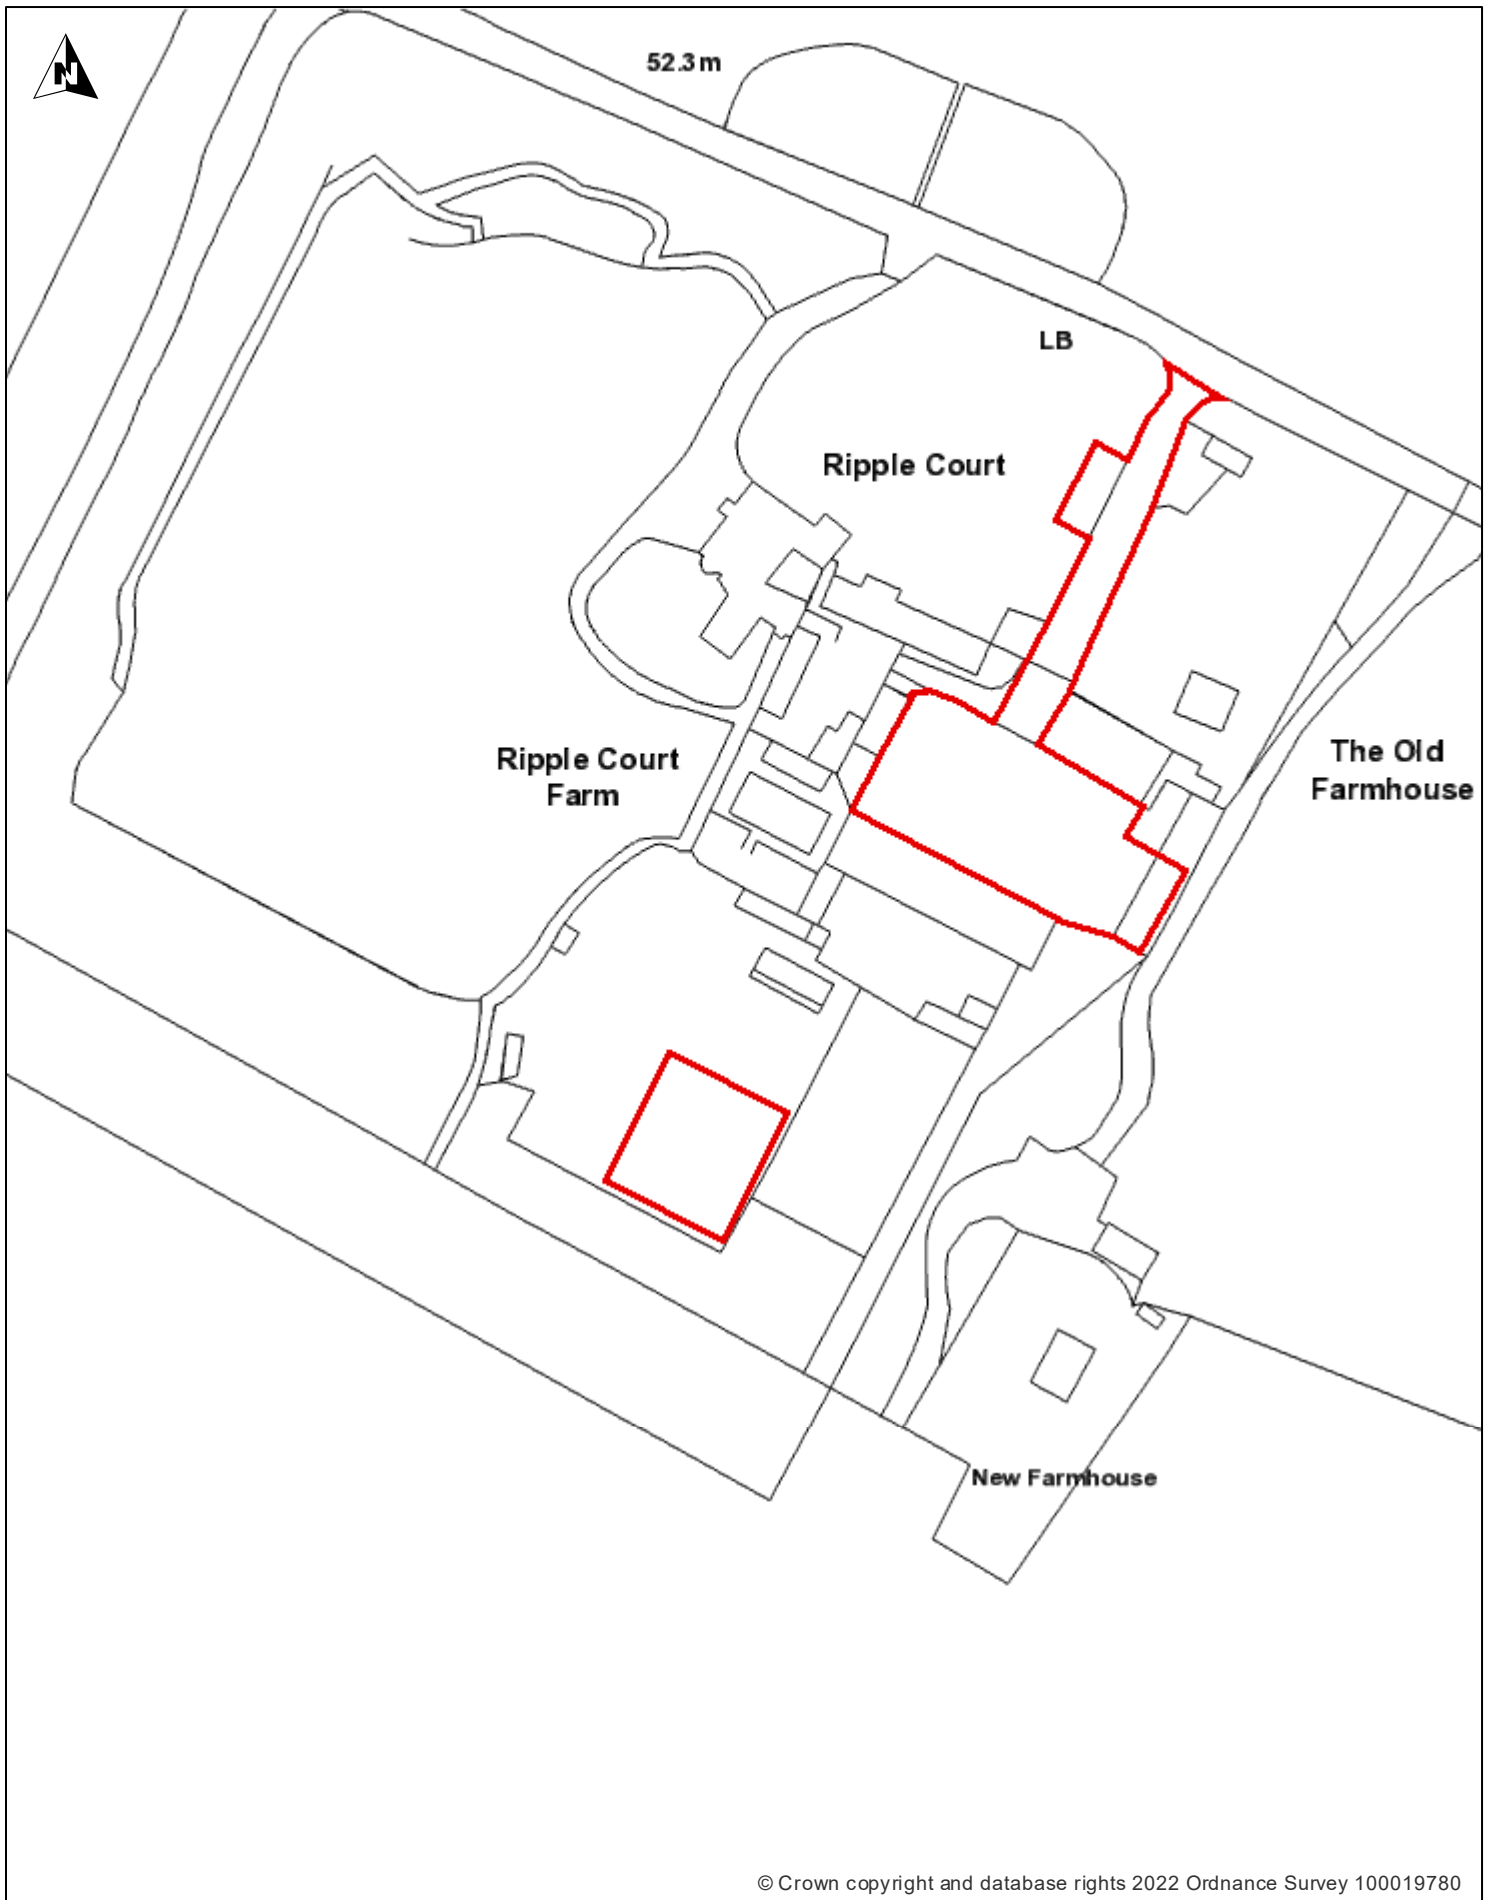 N
52.3m
LB
Ripple Court
Ripple Court
Farm
The Old
Farmhouse
New Farmhouse
© Crown copyright and database rights 2022 Ordnance Survey 100019780